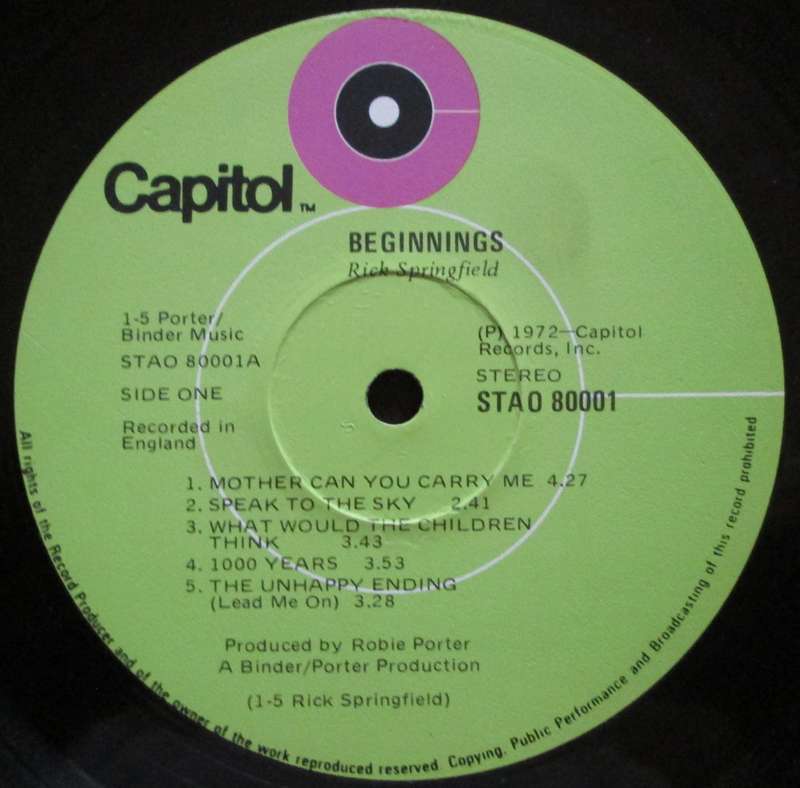 Capitol TM
BEGINNINGS
Rick Springfield
1-5 Porter/
Binder Music
STAO 80001A
SIDE ONE
Recorded in
England
(P) 1972—Capitol
Records, Inc.
STEREO
STAO 80001
1. MOTHER CAN YOU CARRY ME 4.27
2. SPEAK TO THE SKY 2.41
3. WHAT WOULD THE CHILDREN
THINK 3.43
4. 1000 YEARS 3.53
5. THE UNHAPPY ENDING
(Lead Me On) 3.28
Produced by Robie Porter
A Binder/Porter Production
(1-5 Rick Springfield)
All rights of the Record Producer and of the owner of the work reproduced reserved. Copying, Public Performance and Broadcasting of this record prohibited